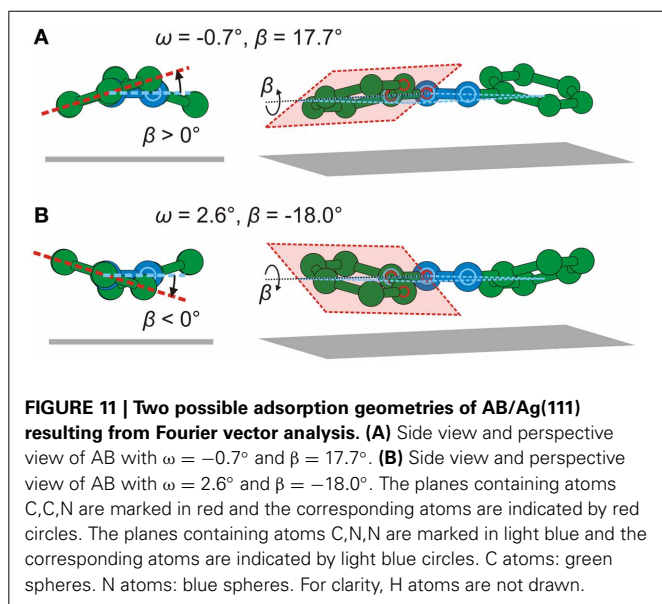 A
ω = -0.7°, β = 17.7°
β > 0°
β
B
ω = 2.6°, β = -18.0°
β < 0°
β
FIGURE 11 | Two possible adsorption geometries of AB/Ag(111)
resulting from Fourier vector analysis. (A) Side view and perspective
view of AB with ω = −0.7° and β = 17.7°. (B) Side view and perspective
view of AB with ω = 2.6° and β = −18.0°. The planes containing atoms
C,C,N are marked in red and the corresponding atoms are indicated by red
circles. The planes containing atoms C,N,N are marked in light blue and the
corresponding atoms are indicated by light blue circles. C atoms: green
spheres. N atoms: blue spheres. For clarity, H atoms are not drawn.